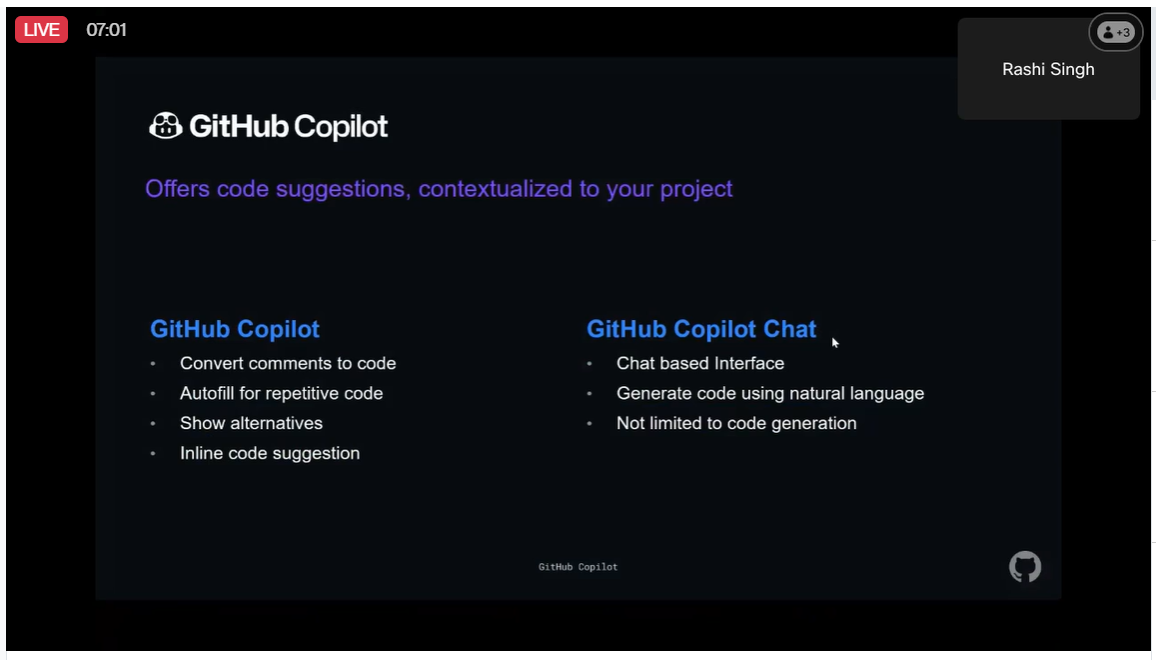 LIVE 07:01
+3
Rashi Singh
GitHub Copilot
Offers code suggestions, contextualized to your project
GitHub Copilot
• Convert comments to code
• Autofill for repetitive code
• Show alternatives
• Inline code suggestion
GitHub Copilot Chat
• Chat based Interface
• Generate code using natural language
• Not limited to code generation
GitHub Copilot